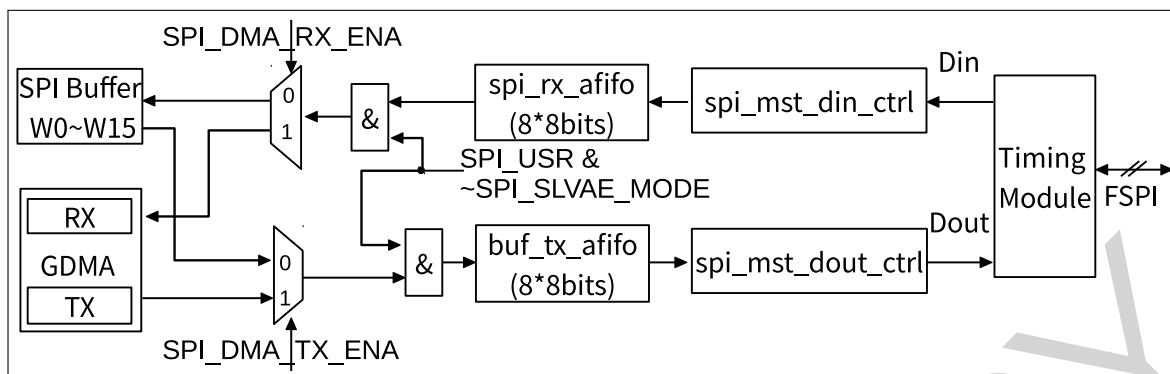 SPI_DMA_RX_ENA
SPI Buffer
W0~W15
0
1
&
spi_rx_afifo
(8*8bits)
spi_mst_din_ctrl
Din
Timing
Module
FSPI
SPI_USR &
~SPI_SLVAE_MODE
RX
GDMA
TX
0
1
&
buf_tx_afifo
(8*8bits)
spi_mst_dout_ctrl
Dout
SPI_DMA_TX_ENA